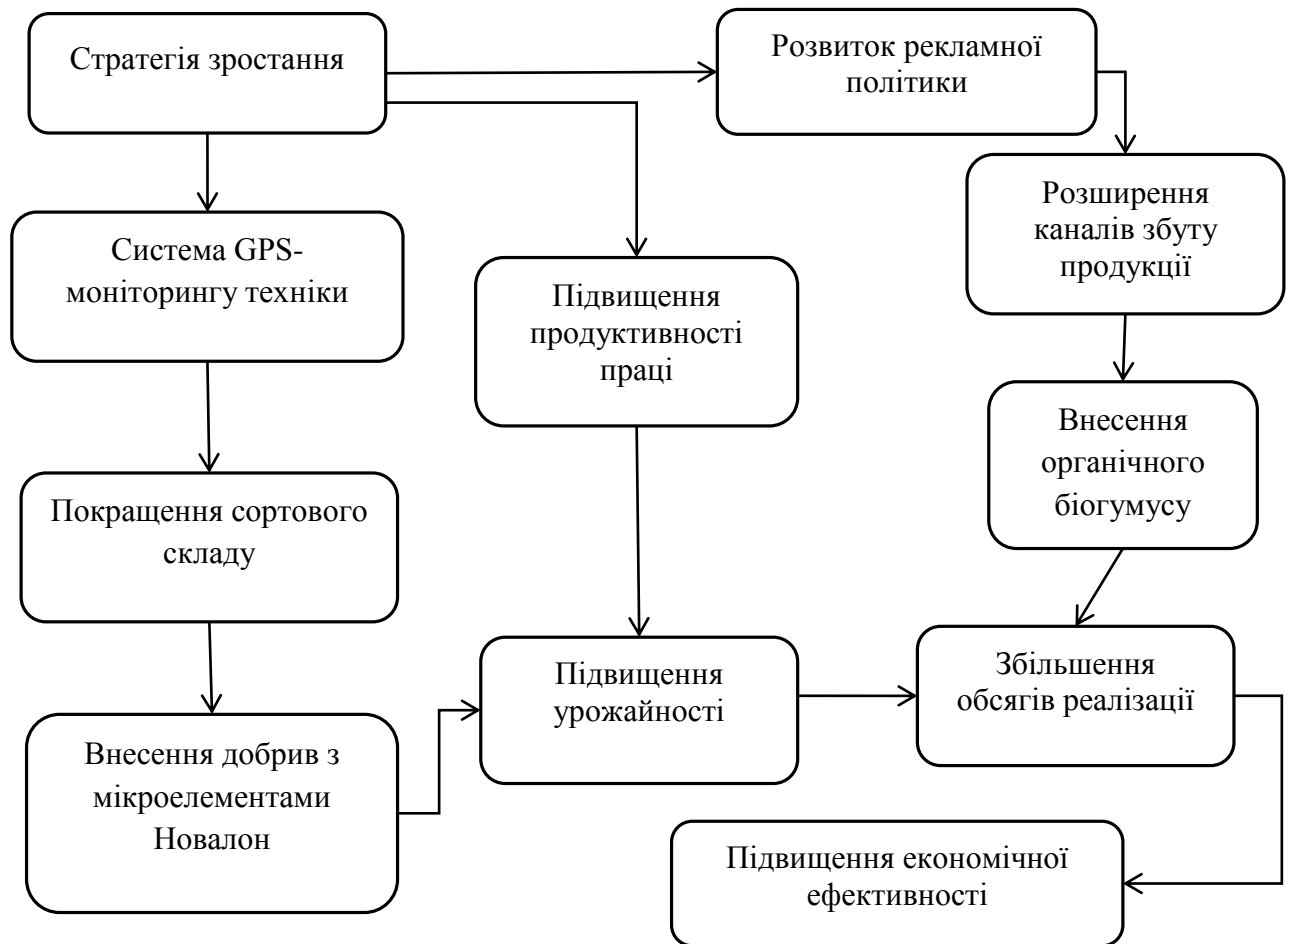 Стратегія зростання
Розвиток рекламної
політики
Розширення
каналів збуту
продукції
Система GPS-
моніторингу техніки
Підвищення
продуктивності
праці
Внесення
органічного
біогумусу
Покращення сортового
складу
Підвищення
урожайності
Збільшення
обсягів реалізації
Внесення добрив з
мікроелементами
Новалон
Підвищення економічної
ефективності